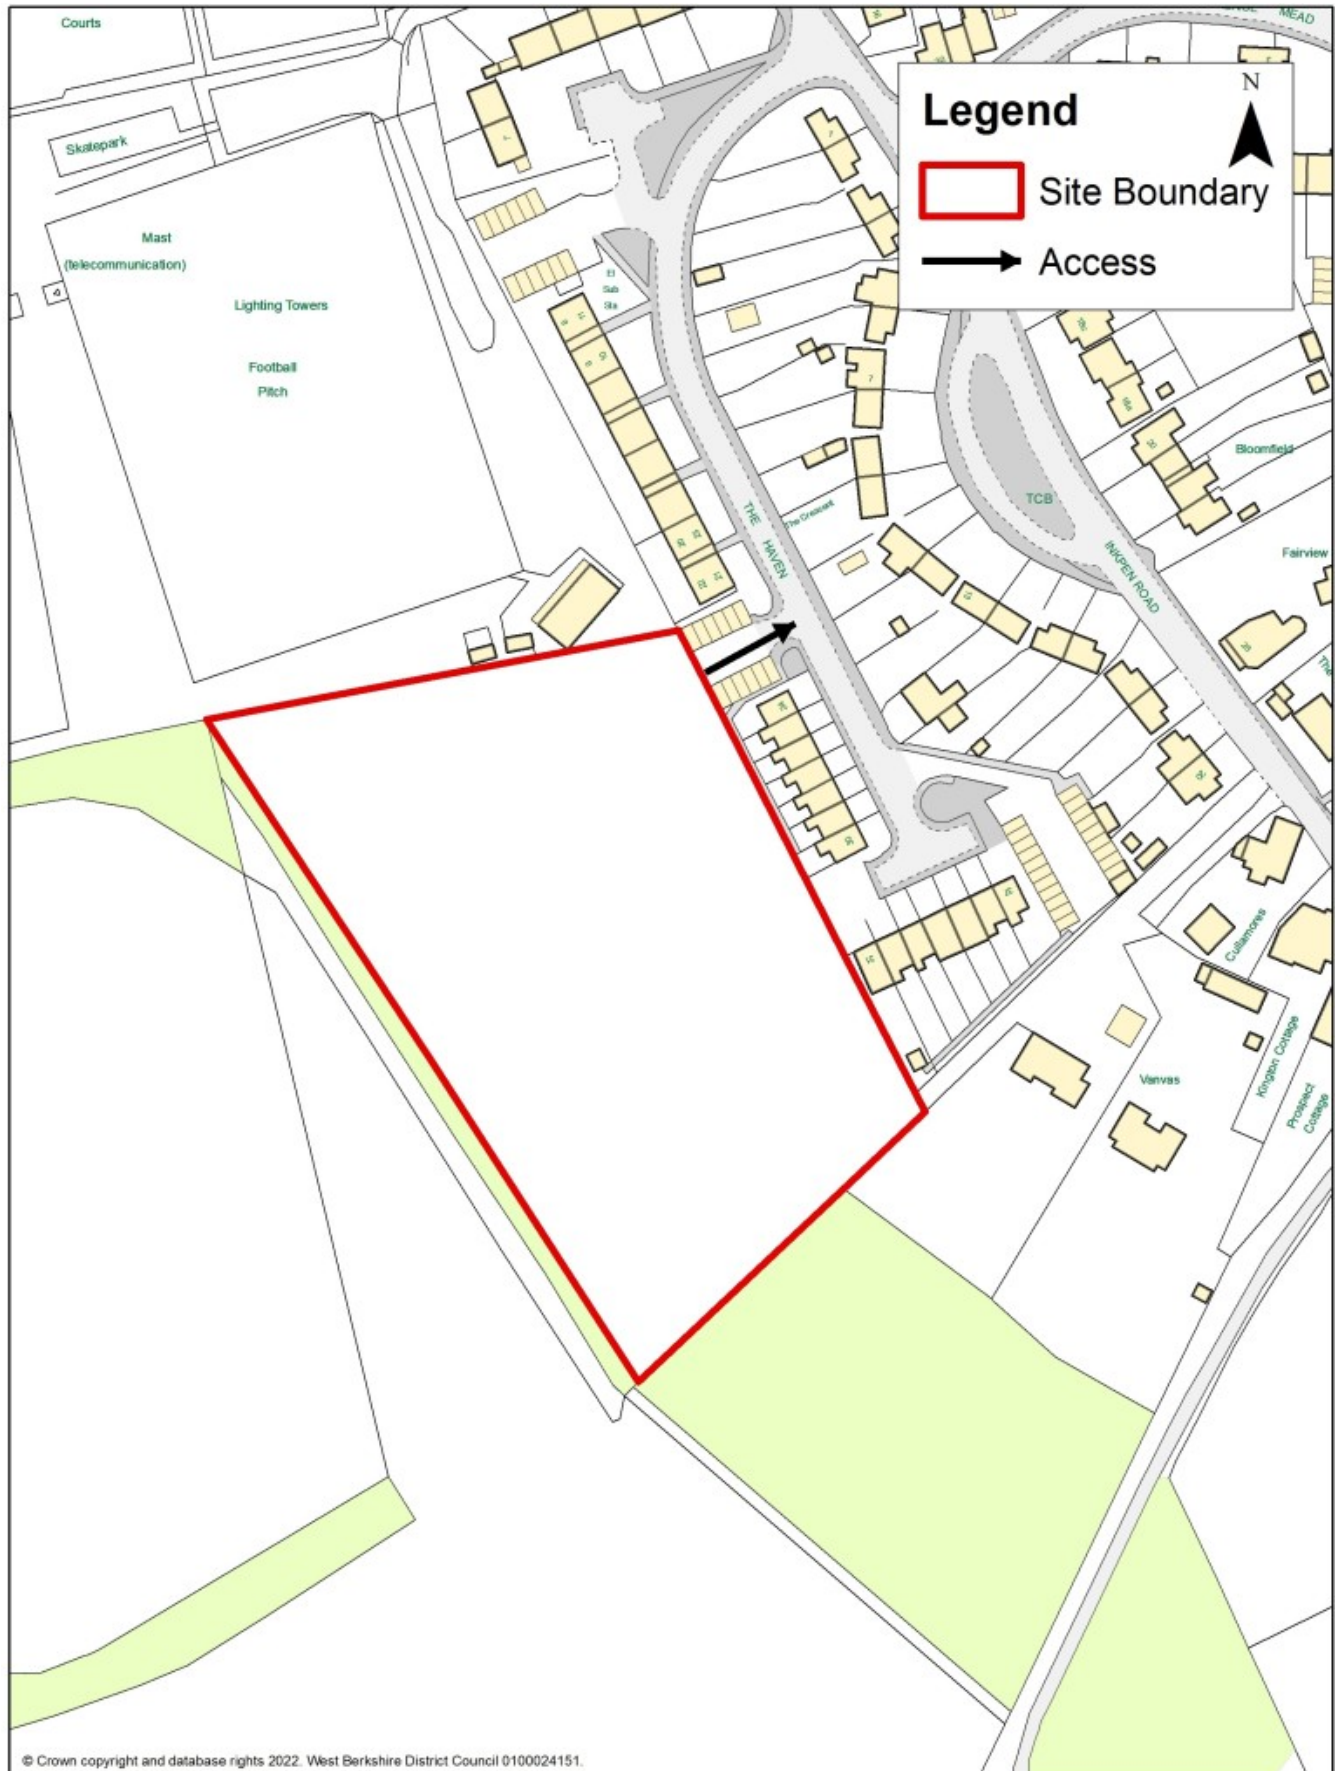 Courts
MEAD
Legend
N
Site Boundary
Access
Skatepark
Mast
(telecommunication)
Lighting Towers
Football
Pitch
El
Sub
Sta
7
Bloomfield
TCB
THE HAVEN
The Crescent
INKPEN ROAD
Fairview
The
Cullamores
Kington Cottage
Prospect
Cottage
Vanvas
© Crown copyright and database rights 2022. West Berkshire District Council 0100024151.